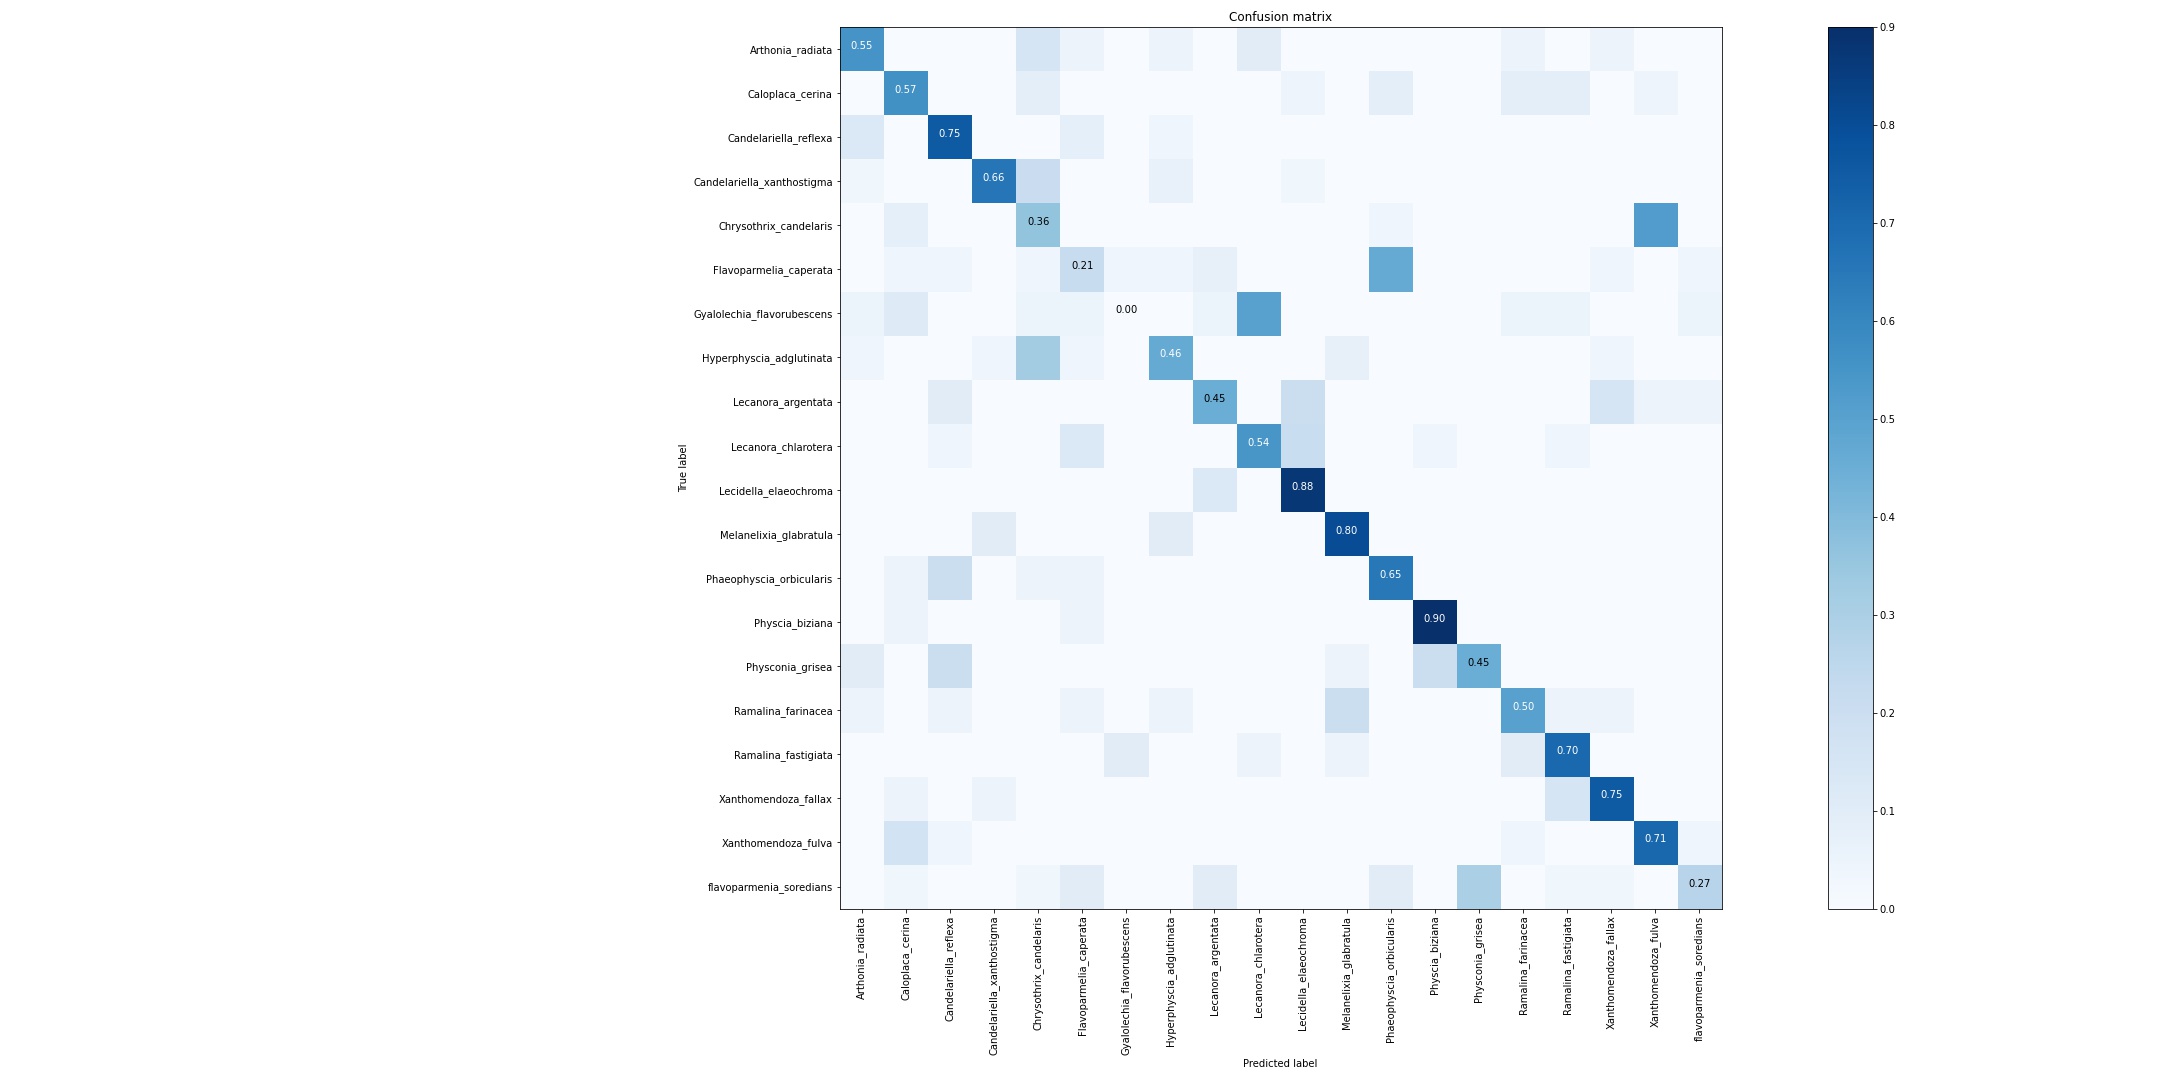 Confusion matrix
Arthonia_radiata
Caloplaca_cerina
Candelariella_reflexa
Candelariella_xanthostigma
Chrysothrix_candelaris
Flavoparmelia_caperata
Gyalolechia_flavorubescens
Hyperphyscia_adglutinata
Lecanora_argentata
Lecanora_chlarotera
Lecidella_elaeochroma
Melanelixia_glabratula
Phaeophyscia_orbicularis
Physcia_biziana
Physconia_grisea
Ramalina_farinacea
Ramalina_fastigiata
Xanthomendoza_fallax
Xanthomendoza_fulva
flavoparmenia_soredians
True label
0.55
0.57
0.75
0.66
0.36
0.21
0.00
0.46
0.45
0.54
0.88
0.80
0.65
0.90
0.45
0.50
0.70
0.75
0.71
0.27
Arthonia_radiata
Caloplaca_cerina
Candelariella_reflexa
Candelariella_xanthostigma
Chrysothrix_candelaris
Flavoparmelia_caperata
Gyalolechia_flavorubescens
Hyperphyscia_adglutinata
Lecanora_argentata
Lecanora_chlarotera
Lecidella_elaeochroma
Melanelixia_glabratula
Phaeophyscia_orbicularis
Physcia_biziana
Physconia_grisea
Ramalina_farinacea
Ramalina_fastigiata
Xanthomendoza_fallax
Xanthomendoza_fulva
flavoparmenia_soredians
Predicted label
0.9
0.8
0.7
0.6
0.5
0.4
0.3
0.2
0.1
0.0